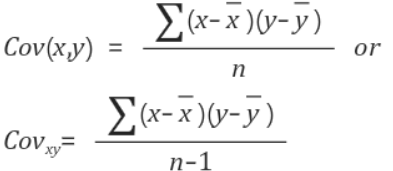 Cov(x,y) = ∑(x–x̅)(y–y̅) / n or
Cov_xy = ∑(x–x̅)(y–y̅) / n–1